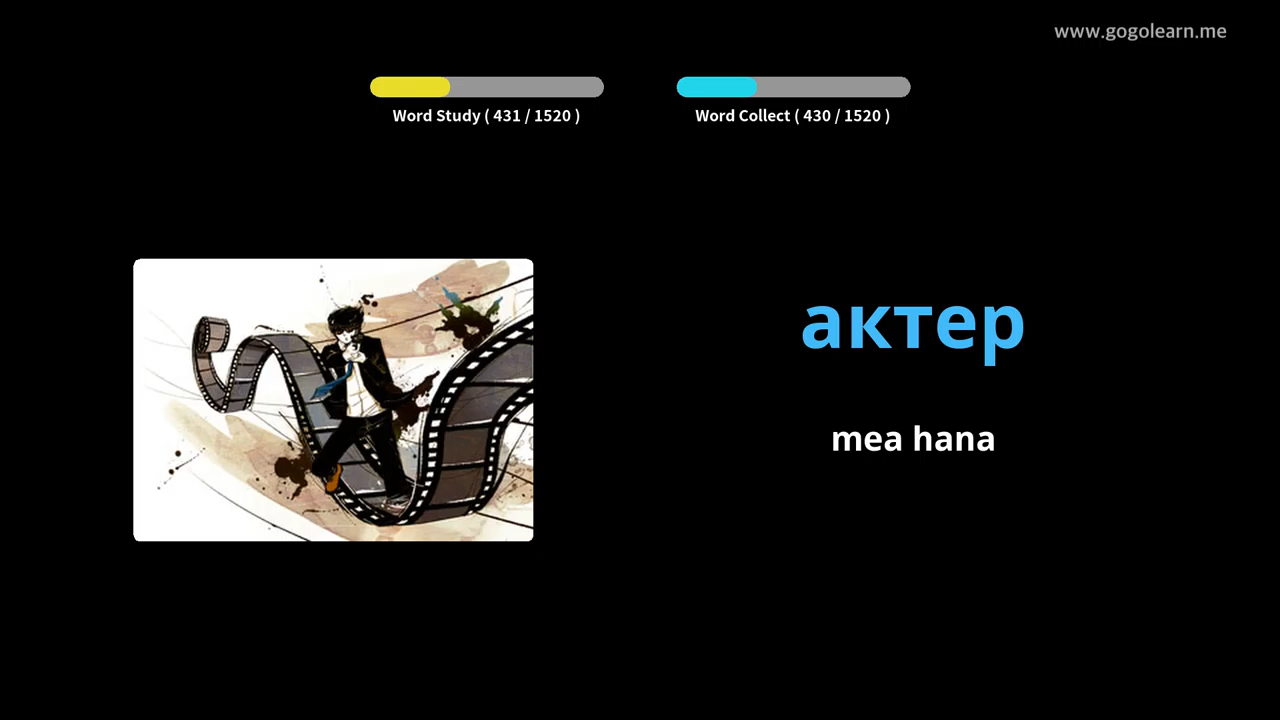 www.gogolearn.me
Word Study ( 431 / 1520 )
Word Collect ( 430 / 1520 )
актер
mea hana